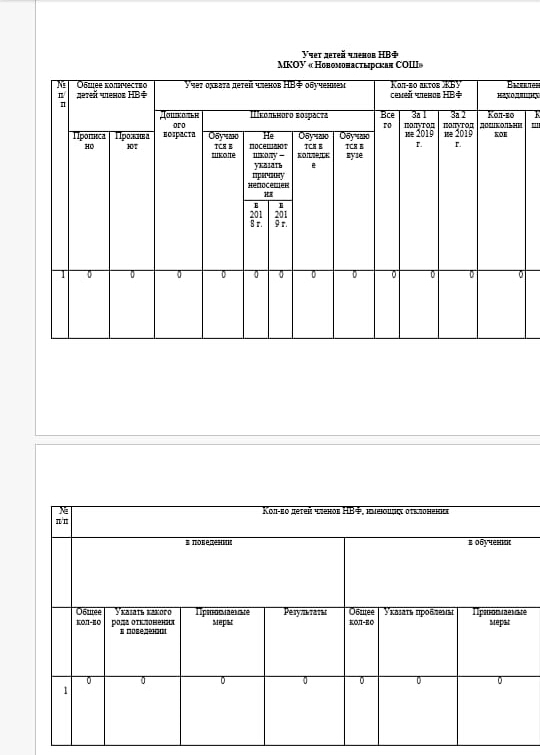 Учет детей членов НВФ
МКОУ « Новомонастырская СОШ»
№ п/п
Общее количество детей членов НВФ
Учет охвата детей членов НВФ обучением
Кол-во актов ЖБУ семей членов НВФ
Выявлен
находящих
Дошкольного возраста
Школьного возраста
Всего
За 1 полугодие 2019 г.
За 2 полугодие 2019 г.
Кол-во дошкольников
К
шк
Прописано
Проживают
Обучаются в школе
Не посещают школу – указать причину непосещения
Обучаются в колледже
Обучаются в вузе
в 2018 г.
в 2019 г.
1 0 0 0 0 0 0 0 0 0 0 0 0
№ п/п
Кол-во детей членов НВФ, имеющих отклонения
в поведении
в обучении
Общее кол-во
Указать какого рода отклонения в поведении
Принимаемые меры
Результаты
Общее кол-во
Указать проблемы
Принимаемые меры
1 0 0 0 0 0 0 0